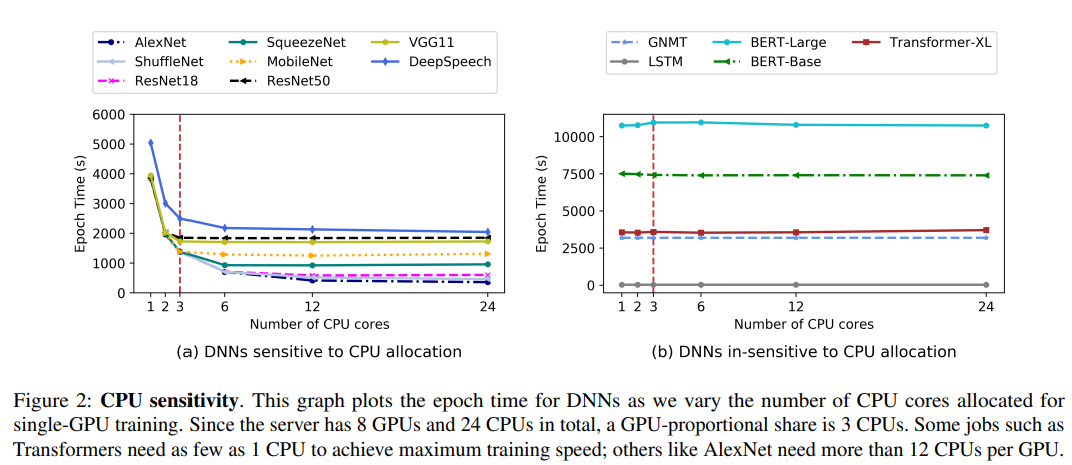 AlexNet SqueezeNet VGG11
ShuffleNet MobileNet DeepSpeech
ResNet18 ResNet50
6000
5000
4000
3000
2000
1000
0
Epoch Time (s)
1 2 3 6 12 24
Number of CPU cores
(a) DNNs sensitive to CPU allocation
GNMT BERT-Large Transformer-XL
LSTM BERT-Base
10000
7500
5000
2500
0
Epoch Time (s)
1 2 3 6 12 24
Number of CPU cores
(b) DNNs in-sensitive to CPU allocation
Figure 2: CPU sensitivity. This graph plots the epoch time for DNNs as we vary the number of CPU cores allocated for
single-GPU training. Since the server has 8 GPUs and 24 CPUs in total, a GPU-proportional share is 3 CPUs. Some jobs such as
Transformers need as few as 1 CPU to achieve maximum training speed; others like AlexNet need more than 12 CPUs per GPU.